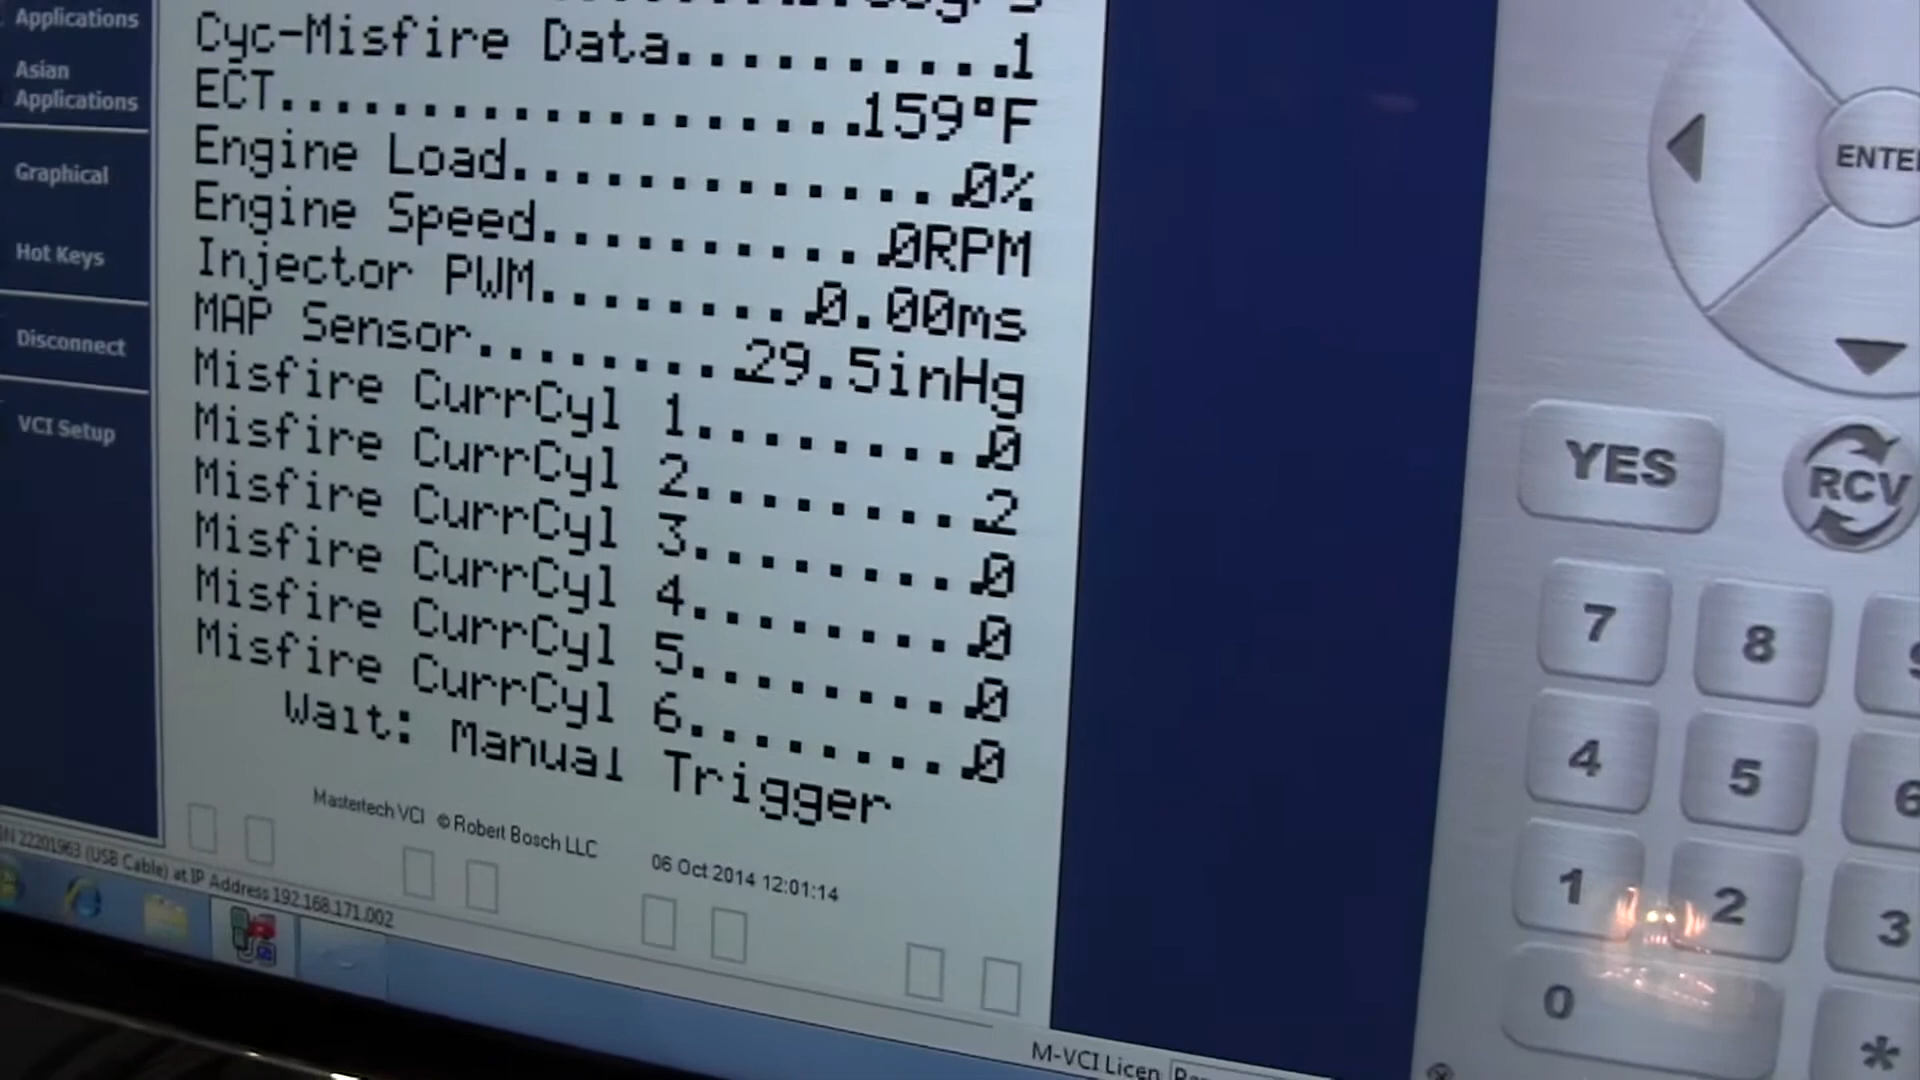 Applications
Asian
Applications
Graphical
Hot Keys
Disconnect
VCI Setup
Cyc-Misfire Data..........1
ECT..................159°F
Engine Load..............0%
Engine Speed...........0RPM
Injector PWM.........0.00ms
MAP Sensor.........29.5inHg
Misfire CurrCyl 1.........0
Misfire CurrCyl 2.........2
Misfire CurrCyl 3.........0
Misfire CurrCyl 4.........0
Misfire CurrCyl 5.........0
Misfire CurrCyl 6.........0
Wait: Manual Trigger
Mastertech VCI © Robert Bosch LLC 06 Oct 2014 12:01:14
22201963 (USB Cable) at IP Address 192.168.171.002
M-VCI Licen
ENTE
YES
RCV
7 8
4 5 6
1 2 3
0 *